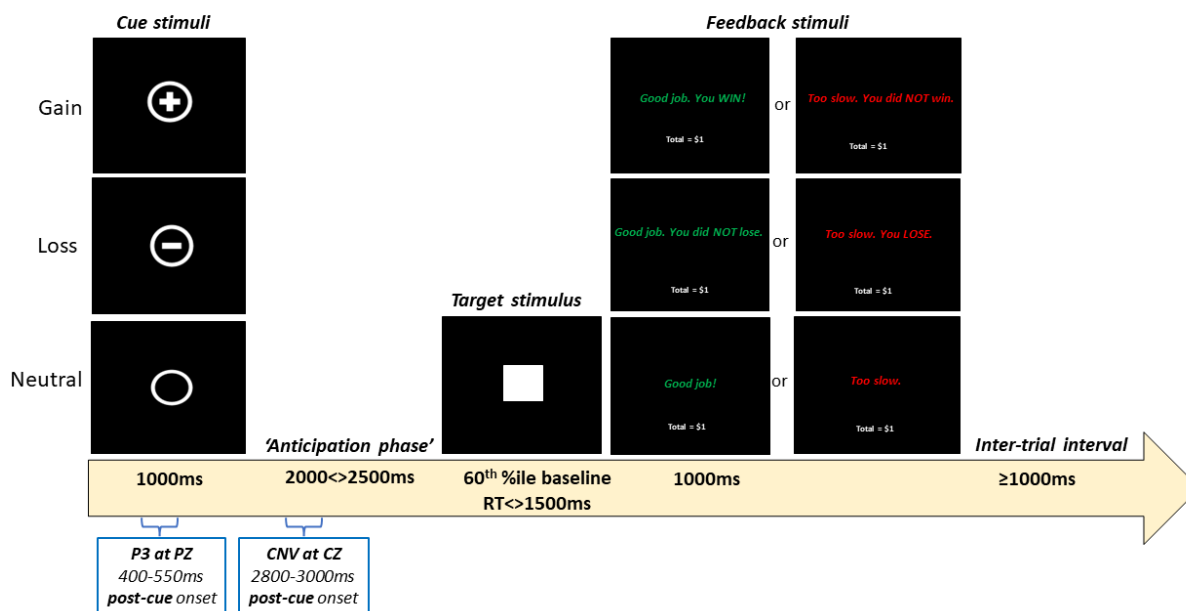 Cue stimuli
Feedback stimuli
Gain
Good job. You WIN!
Total = $1
or
Too slow. You did NOT win.
Total = $1
Loss
Good job. You did NOT lose.
Total = $1
or
Too slow. You LOSE.
Total = $1
Target stimulus
Neutral
Good job!
Total = $1
or
Too slow.
Total = $1
‘Anticipation phase’
Inter-trial interval
1000ms
2000<>2500ms
60th %ile baseline
RT<>1500ms
1000ms
≥1000ms
P3 at PZ
400-550ms
post-cue onset
CNV at CZ
2800-3000ms
post-cue onset